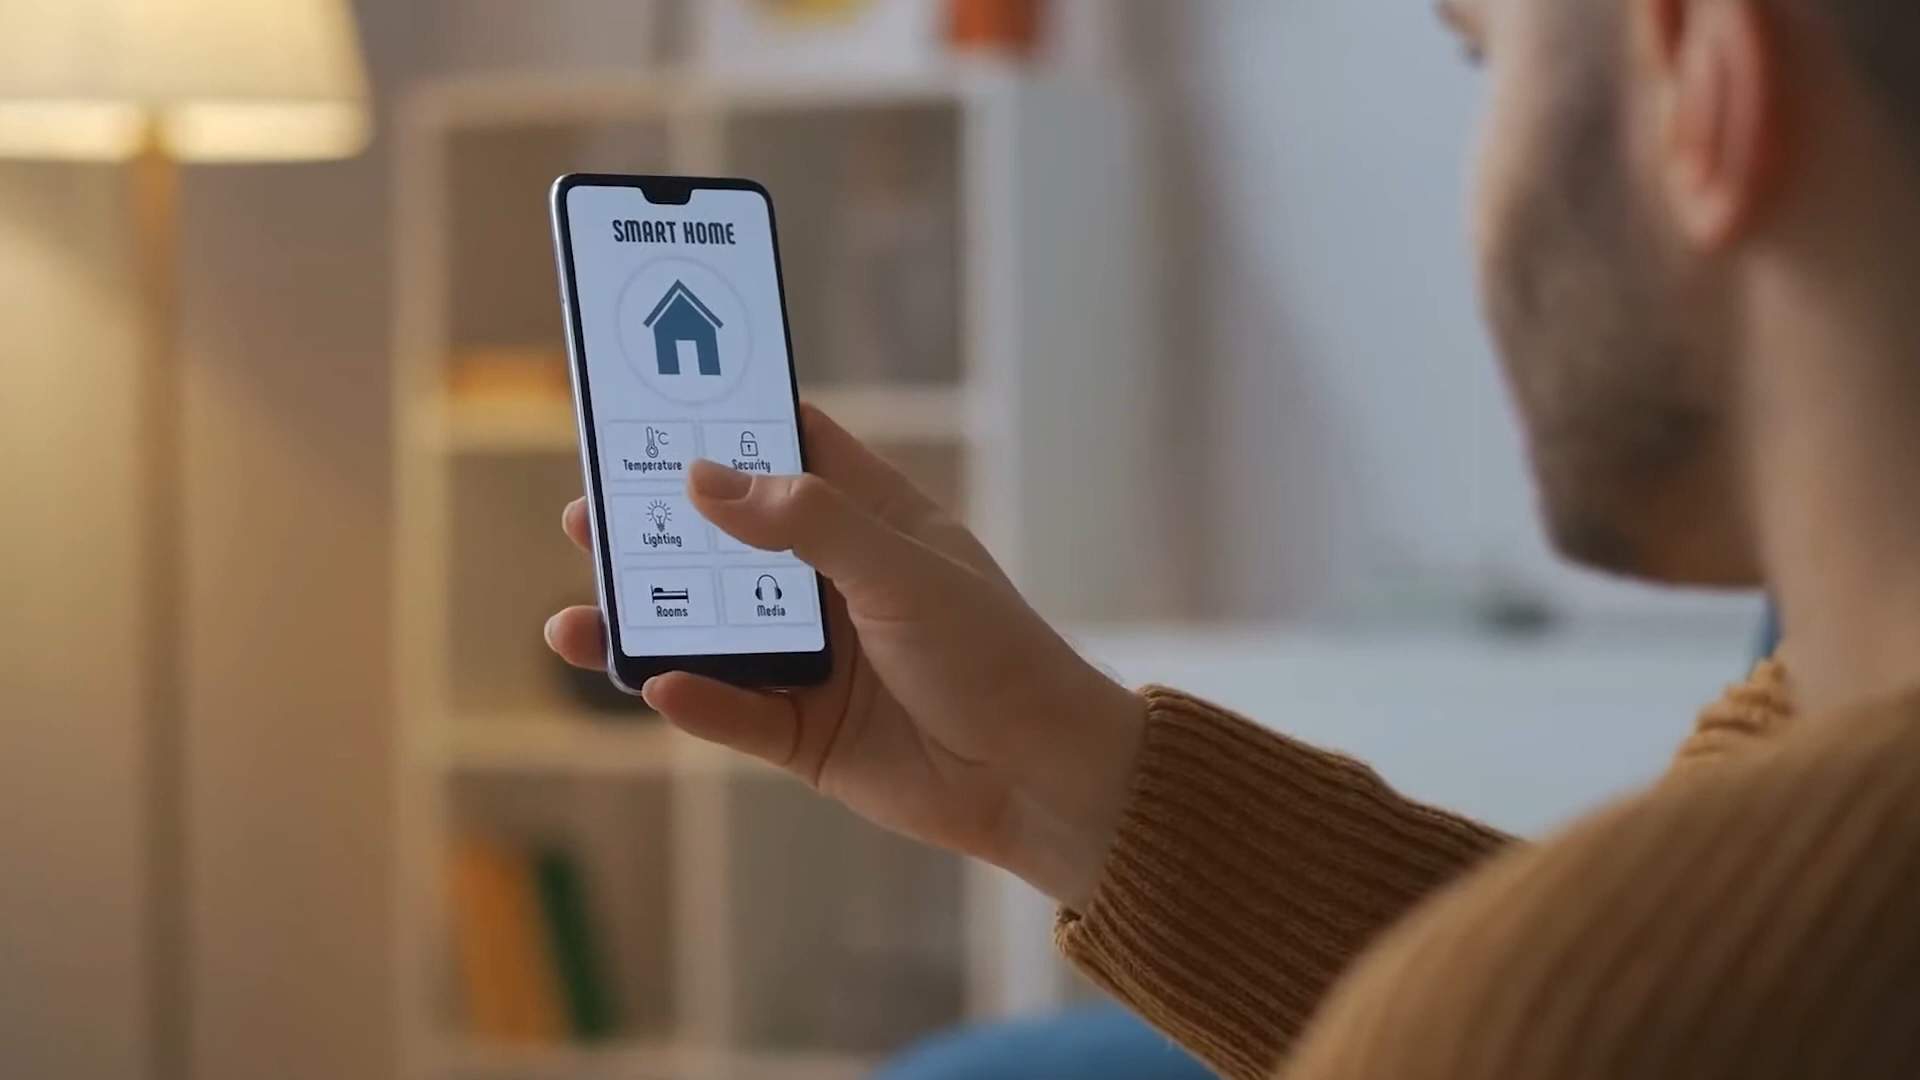 SMART HOME
°C
Temperature
Security
Lighting
Rooms
Media